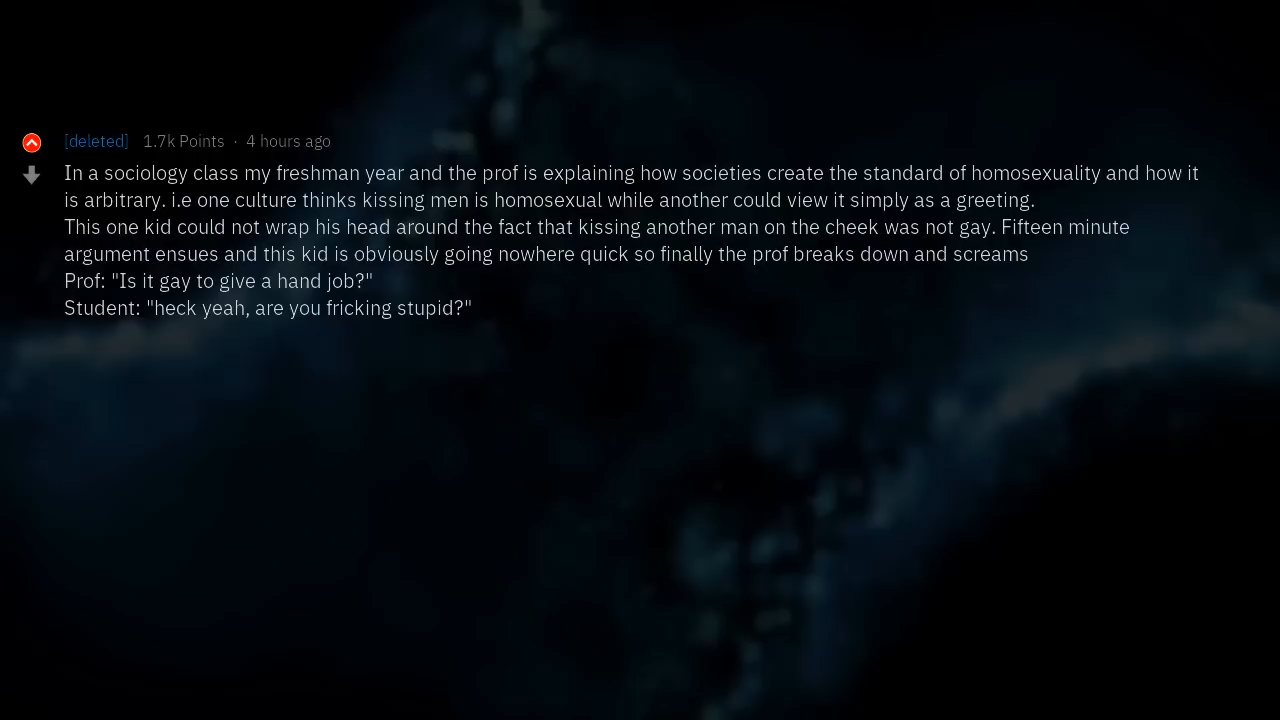 [deleted] 1.7k Points · 4 hours ago
In a sociology class my freshman year and the prof is explaining how societies create the standard of homosexuality and how it
is arbitrary. i.e one culture thinks kissing men is homosexual while another could view it simply as a greeting.
This one kid could not wrap his head around the fact that kissing another man on the cheek was not gay. Fifteen minute
argument ensues and this kid is obviously going nowhere quick so finally the prof breaks down and screams
Prof: "Is it gay to give a hand job?"
Student: "heck yeah, are you fricking stupid?"